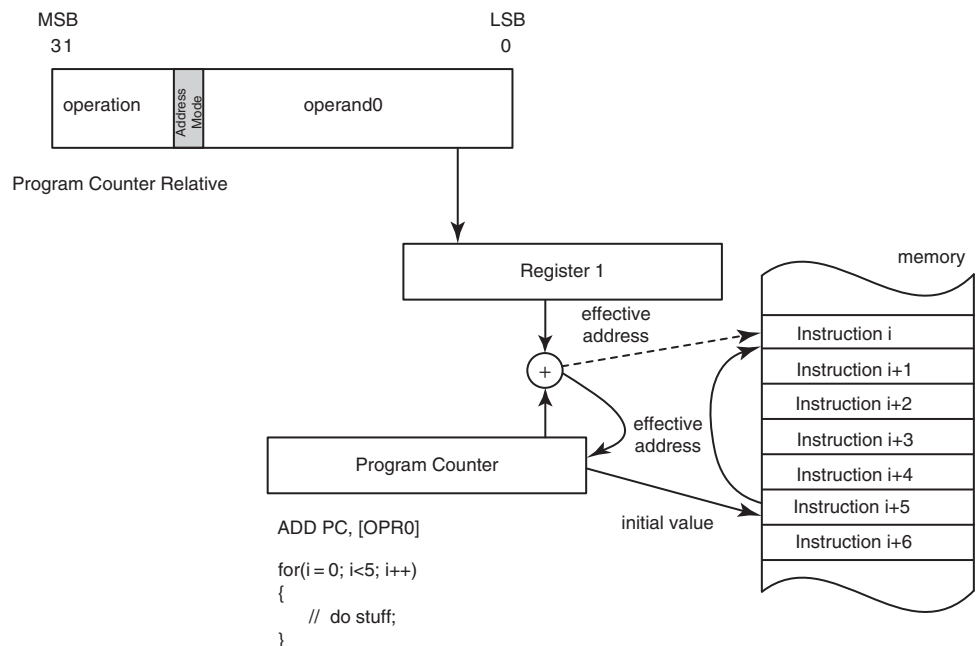 MSB
LSB
31
0
operation
Address
Mode
operand0
Program Counter Relative
Register 1
memory
effective
address
Instruction i
+
Instruction i+1
Instruction i+2
effective
address
Instruction i+3
Program Counter
Instruction i+4
Instruction i+5
initial value
Instruction i+6
ADD PC, [OPR0]
for(i = 0; i<5; i++)
{
// do stuff;
}